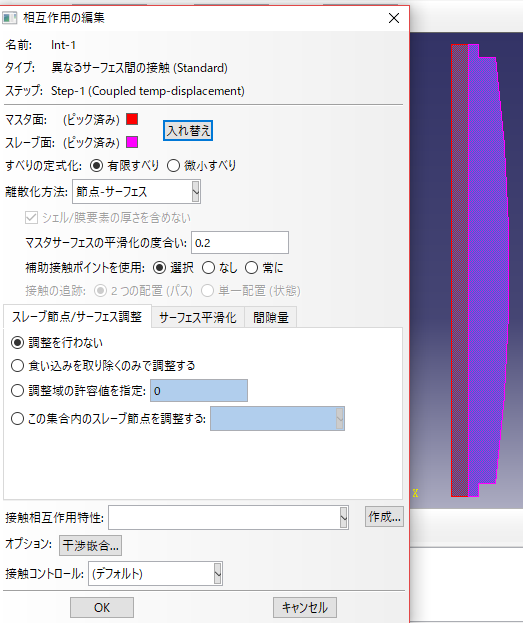 相互作用の編集
名前: Int-1
タイプ: 異なるサーフェス間の接触 (Standard)
ステップ: Step-1 (Coupled temp-displacement)
マスタ面: (ピック済み)
入れ替え
スレーブ面: (ピック済み)
すべりの定式化: 有限すべり 微小すべり
離散化方法: 節点-サーフェス
シェル/膜要素の厚さを含めない
マスタサーフェスの平滑化の度合い: 0.2
補助接触ポイントを使用: 選択 なし 常に
接触の追跡: 2 つの配置 (パス) 単一配置 (状態)
スレーブ節点/サーフェス調整 サーフェス平滑化 間隙量
調整を行わない
食い込みを取り除くのみで調整する
調整域の許容値を指定: 0
この集合内のスレーブ節点を調整する:
接触相互作用特性: 作成...
オプション: 干渉嵌合...
接触コントロール: (デフォルト)
OK キャンセル
X